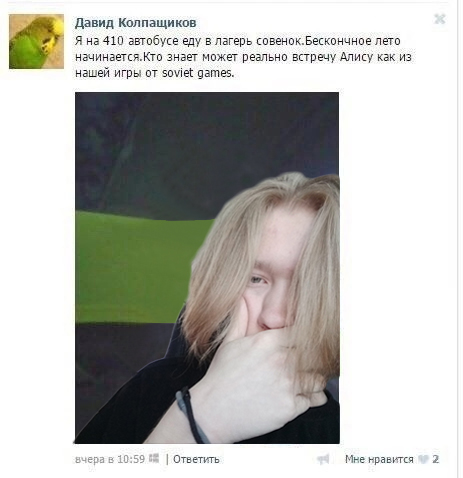 Давид Колпащиков
Я на 410 автобусе еду в лагерь совенок.Бескончное лето
начинается.Кто знает может реально встречу Алису как из
нашей игры от soviet games.
вчера в 10:59 | Ответить Мне нравится 2